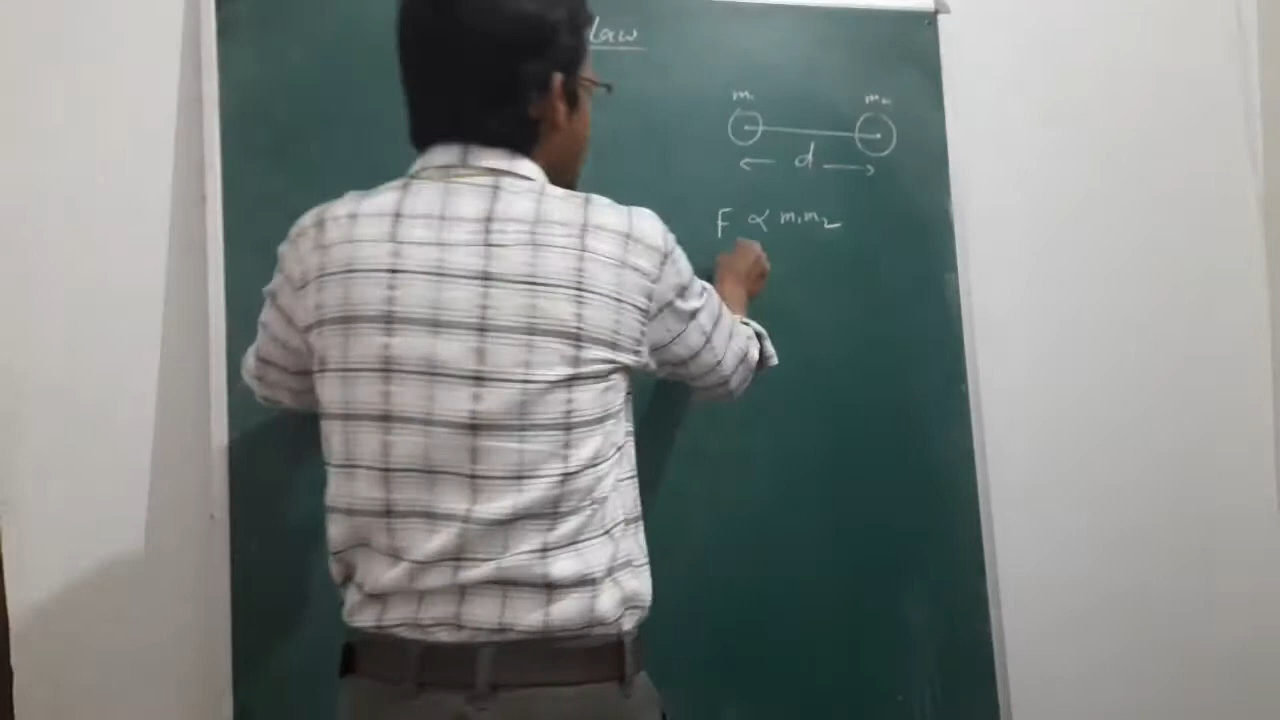 law
m₁ m₂
d
F ∝ m₁m₂